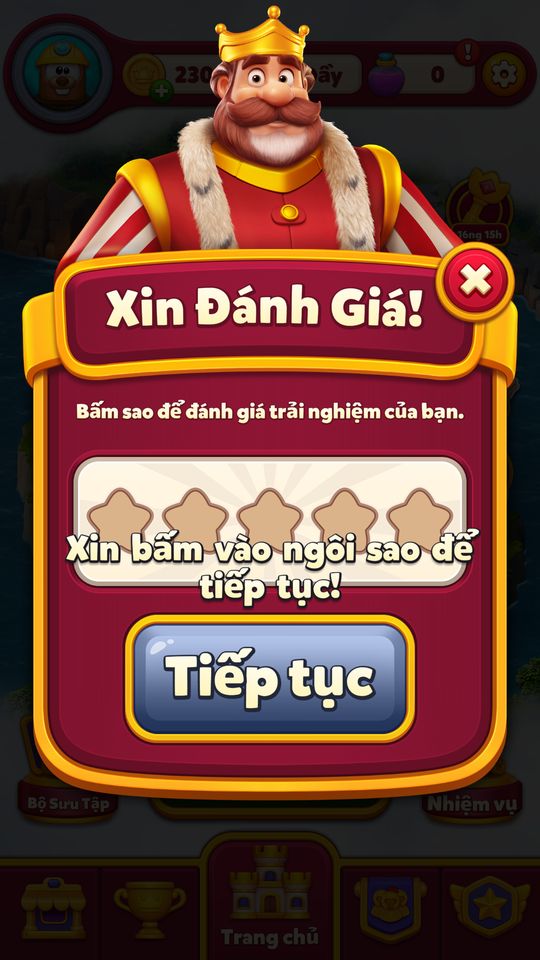 0
!
Xin Đánh Giá!
Bấm sao để đánh giá trải nghiệm của bạn.
Xin bấm vào ngôi sao để
tiếp tục!
Tiếp tục
Bộ Sưu Tập
Nhiệm vụ
Trang chủ